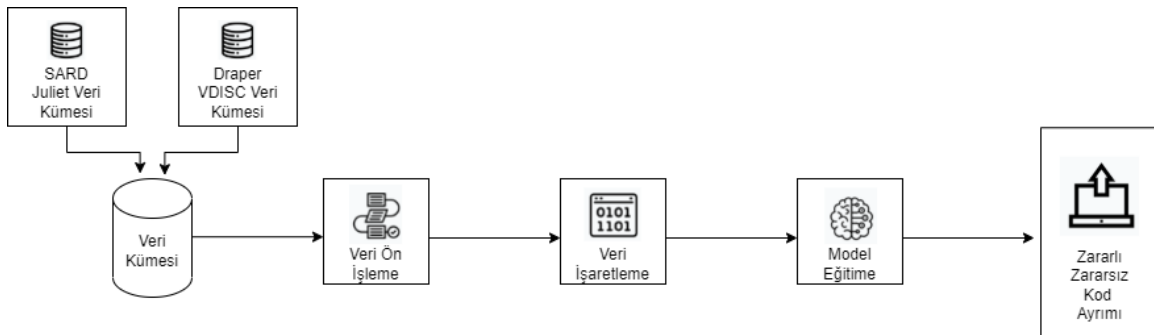 SARD
Juliet Veri
Kümesi
Draper
VDISC Veri
Kümesi
Veri
Kümesi
Veri Ön
İşleme
0101
1101
Veri
İşaretleme
Model
Eğitime
Zararlı
Zararsız
Kod
Ayrımı